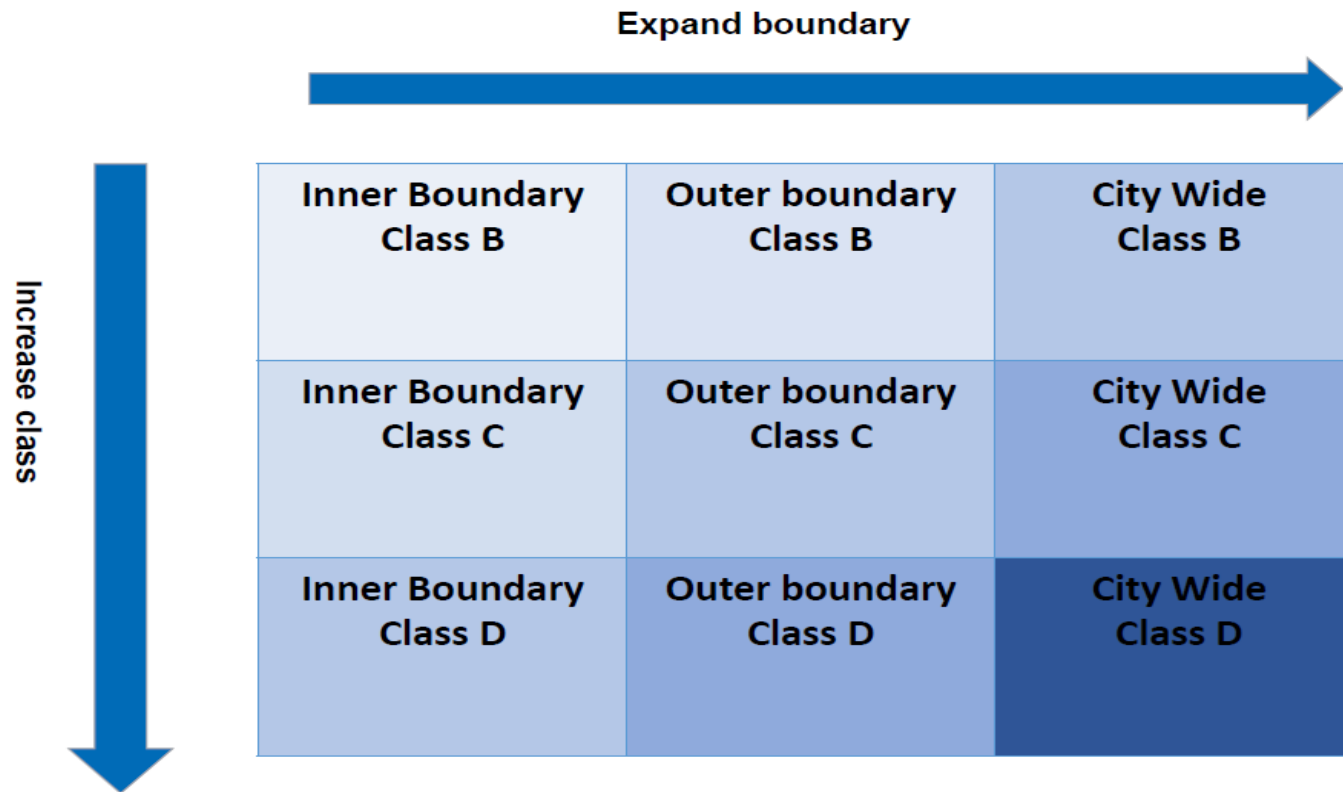 Expand boundary
Increase class
Inner Boundary
Class B
Outer boundary
Class B
City Wide
Class B
Inner Boundary
Class C
Outer boundary
Class C
City Wide
Class C
Inner Boundary
Class D
Outer boundary
Class D
City Wide
Class D